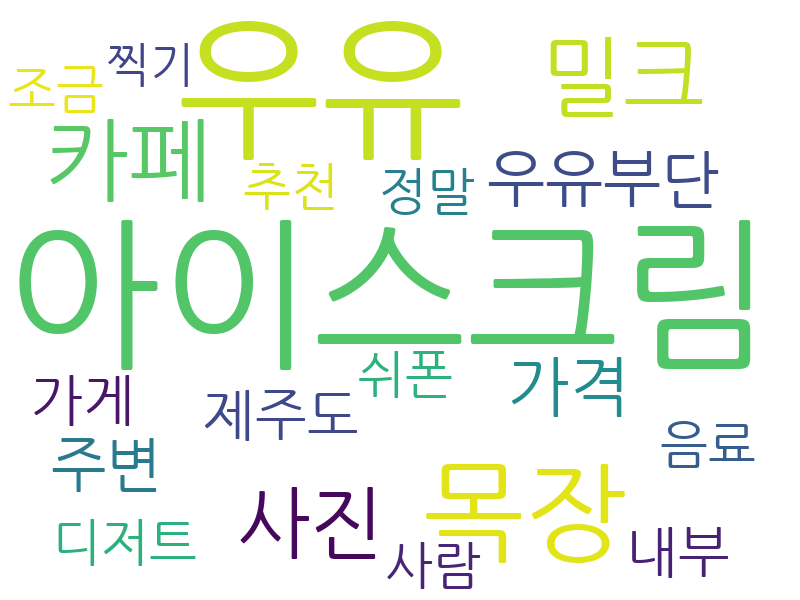 우유
밀크
찍기
조금
카페
추천
정말
우유부단
아이스크림
쉬폰
가격
가게
제주도
음료
주변
사진
목장
디저트
사람
내부